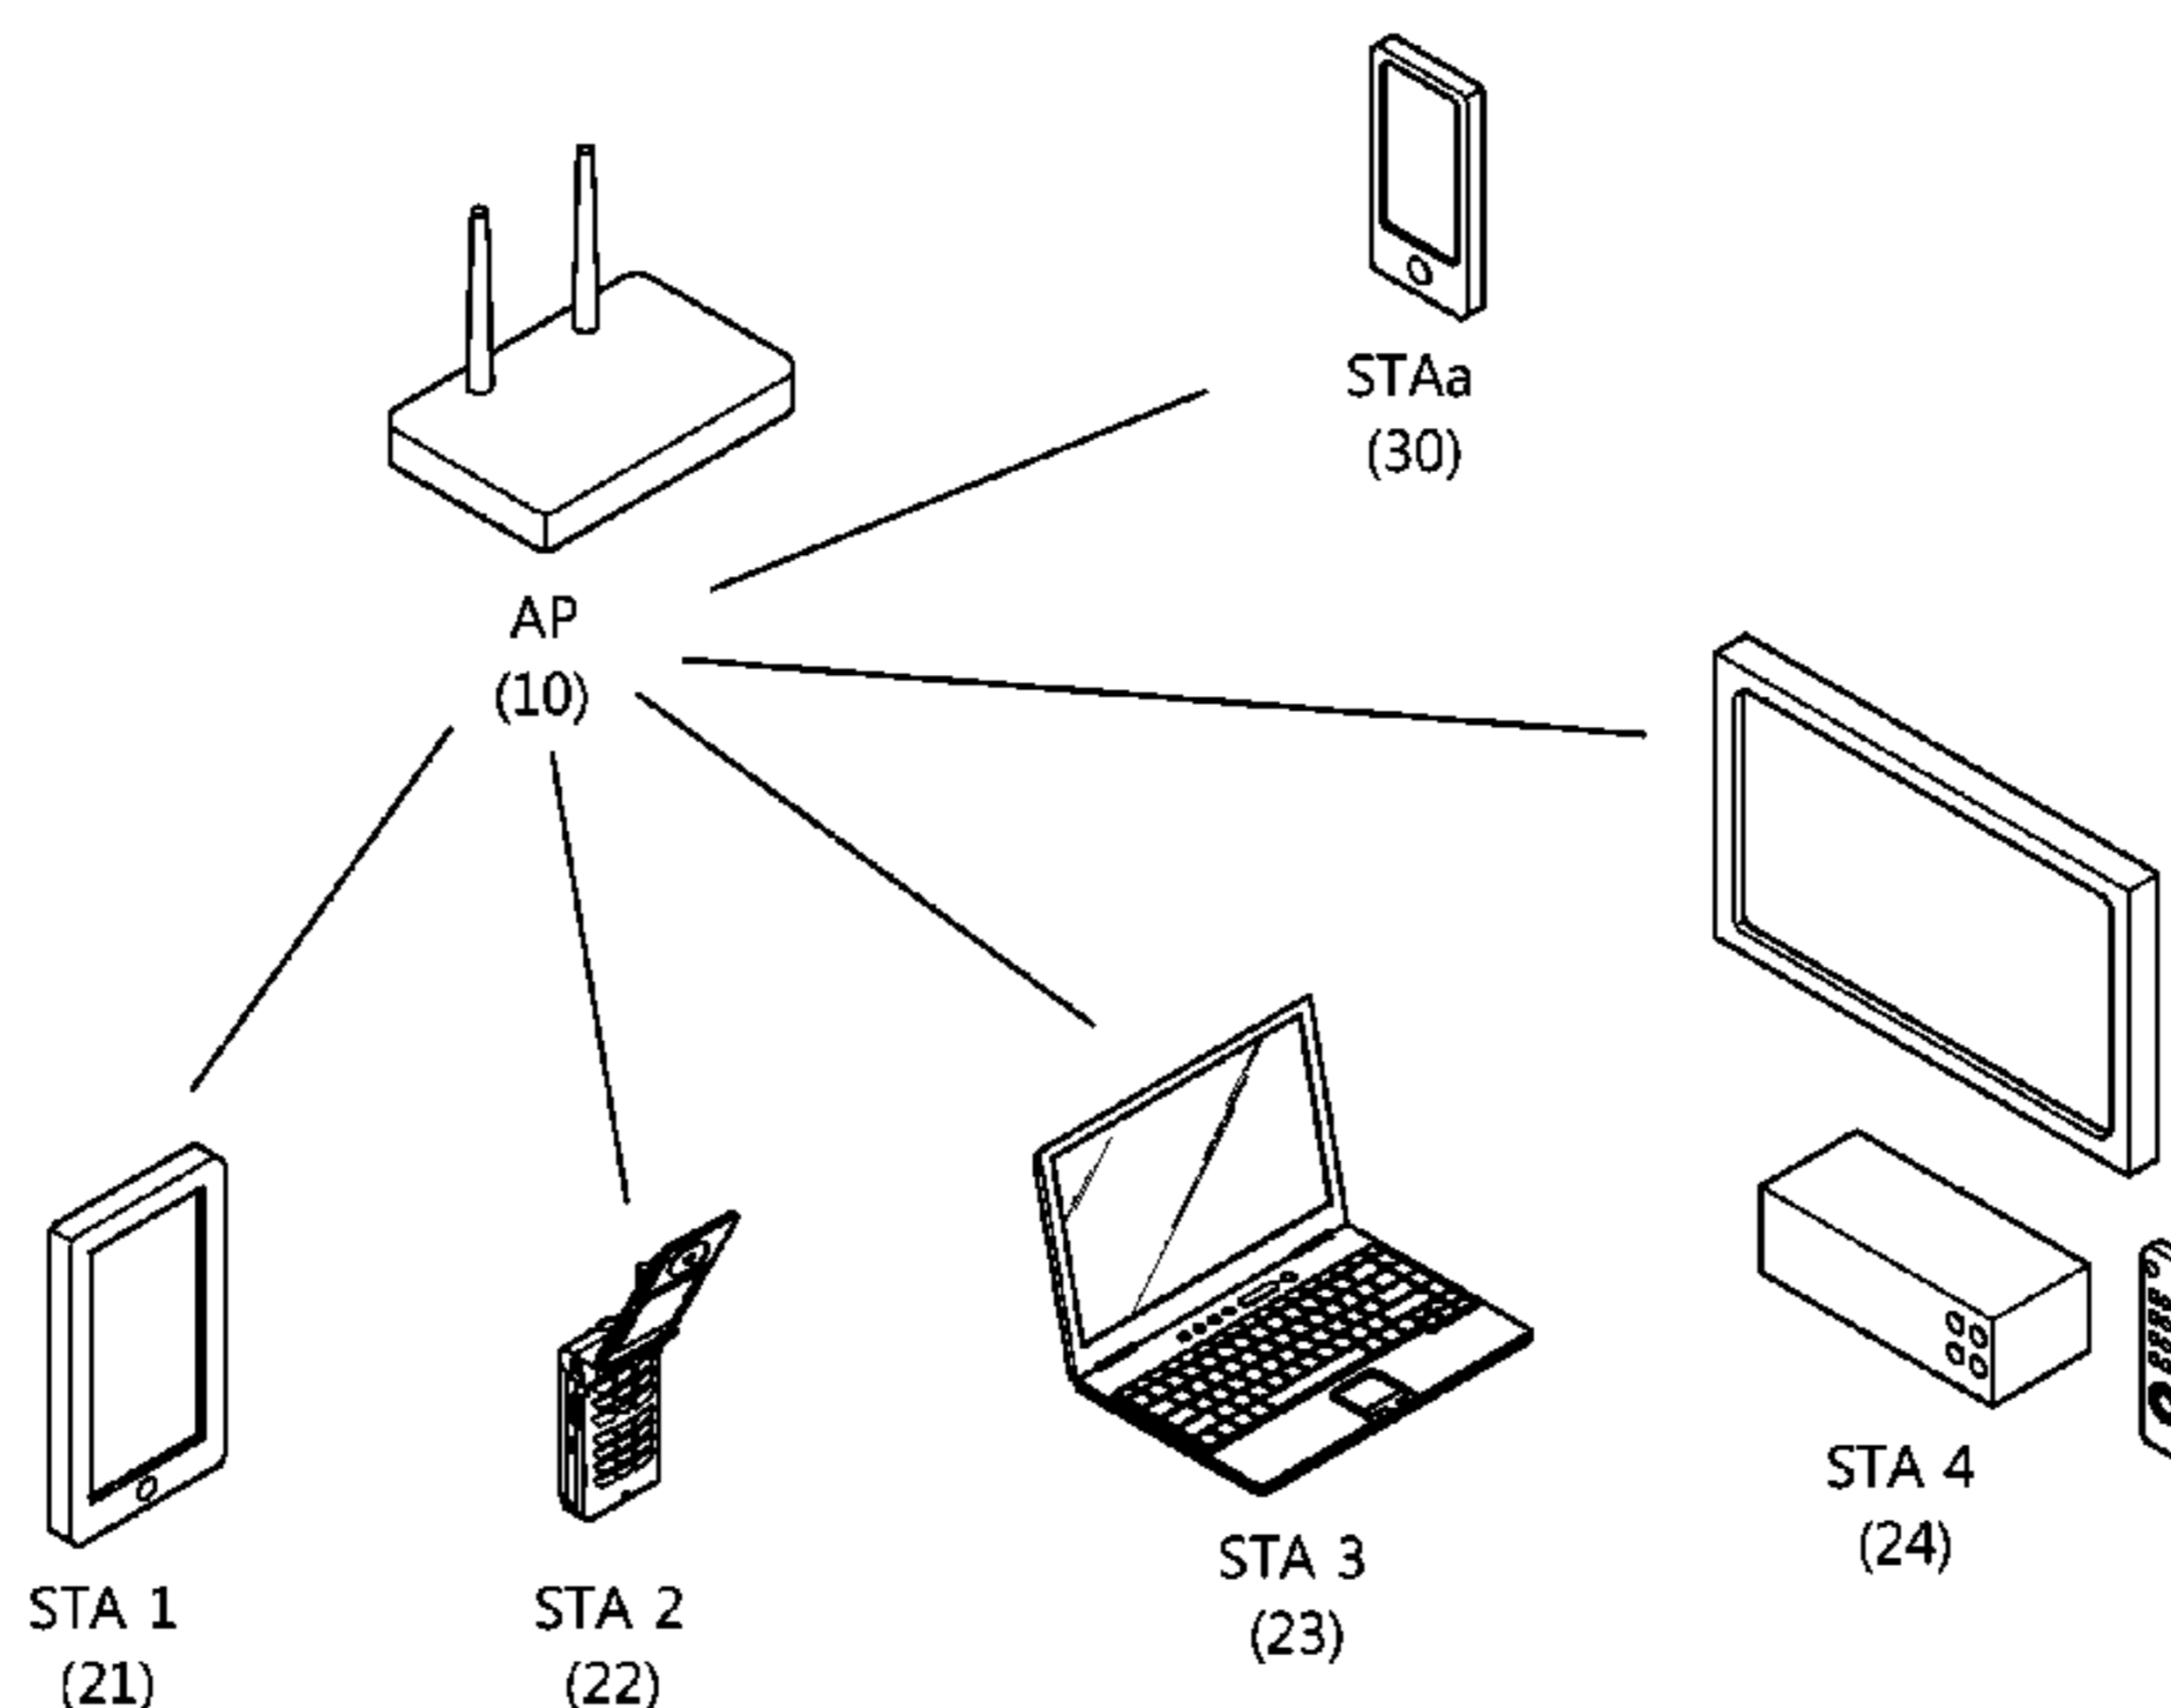 STAa
(30)
AP
(10)
STA 4
(24)
STA 3
(23)
STA 1
(21)
STA 2
(22)